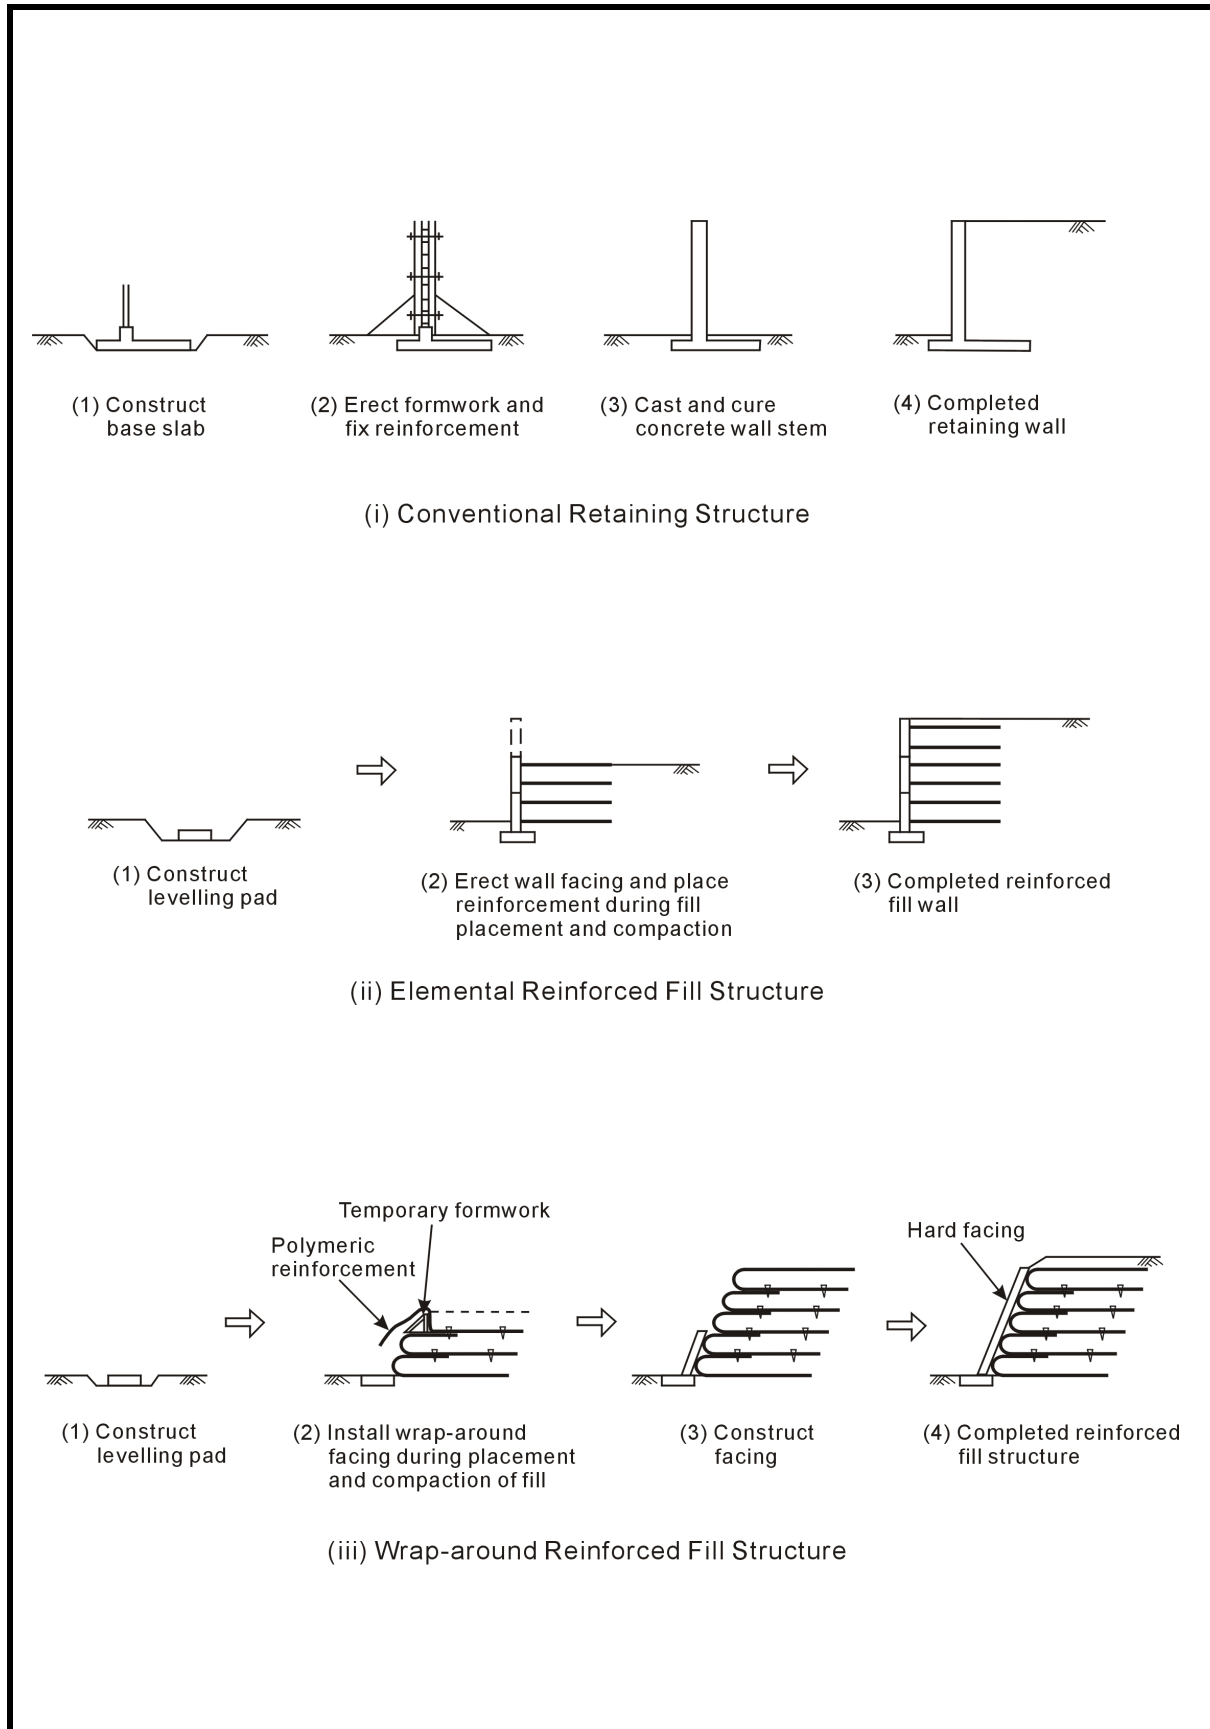 (1) Construct
base slab
(2) Erect formwork and
fix reinforcement
(3) Cast and cure
concrete wall stem
(4) Completed
retaining wall
(i) Conventional Retaining Structure
(1) Construct
levelling pad
(2) Erect wall facing and place
reinforcement during fill
placement and compaction
(3) Completed reinforced
fill wall
(ii) Elemental Reinforced Fill Structure
Temporary formwork
Polymeric
reinforcement
Hard facing
(1) Construct
levelling pad
(2) Install wrap-around
facing during placement
and compaction of fill
(3) Construct
facing
(4) Completed reinforced
fill structure
(iii) Wrap-around Reinforced Fill Structure